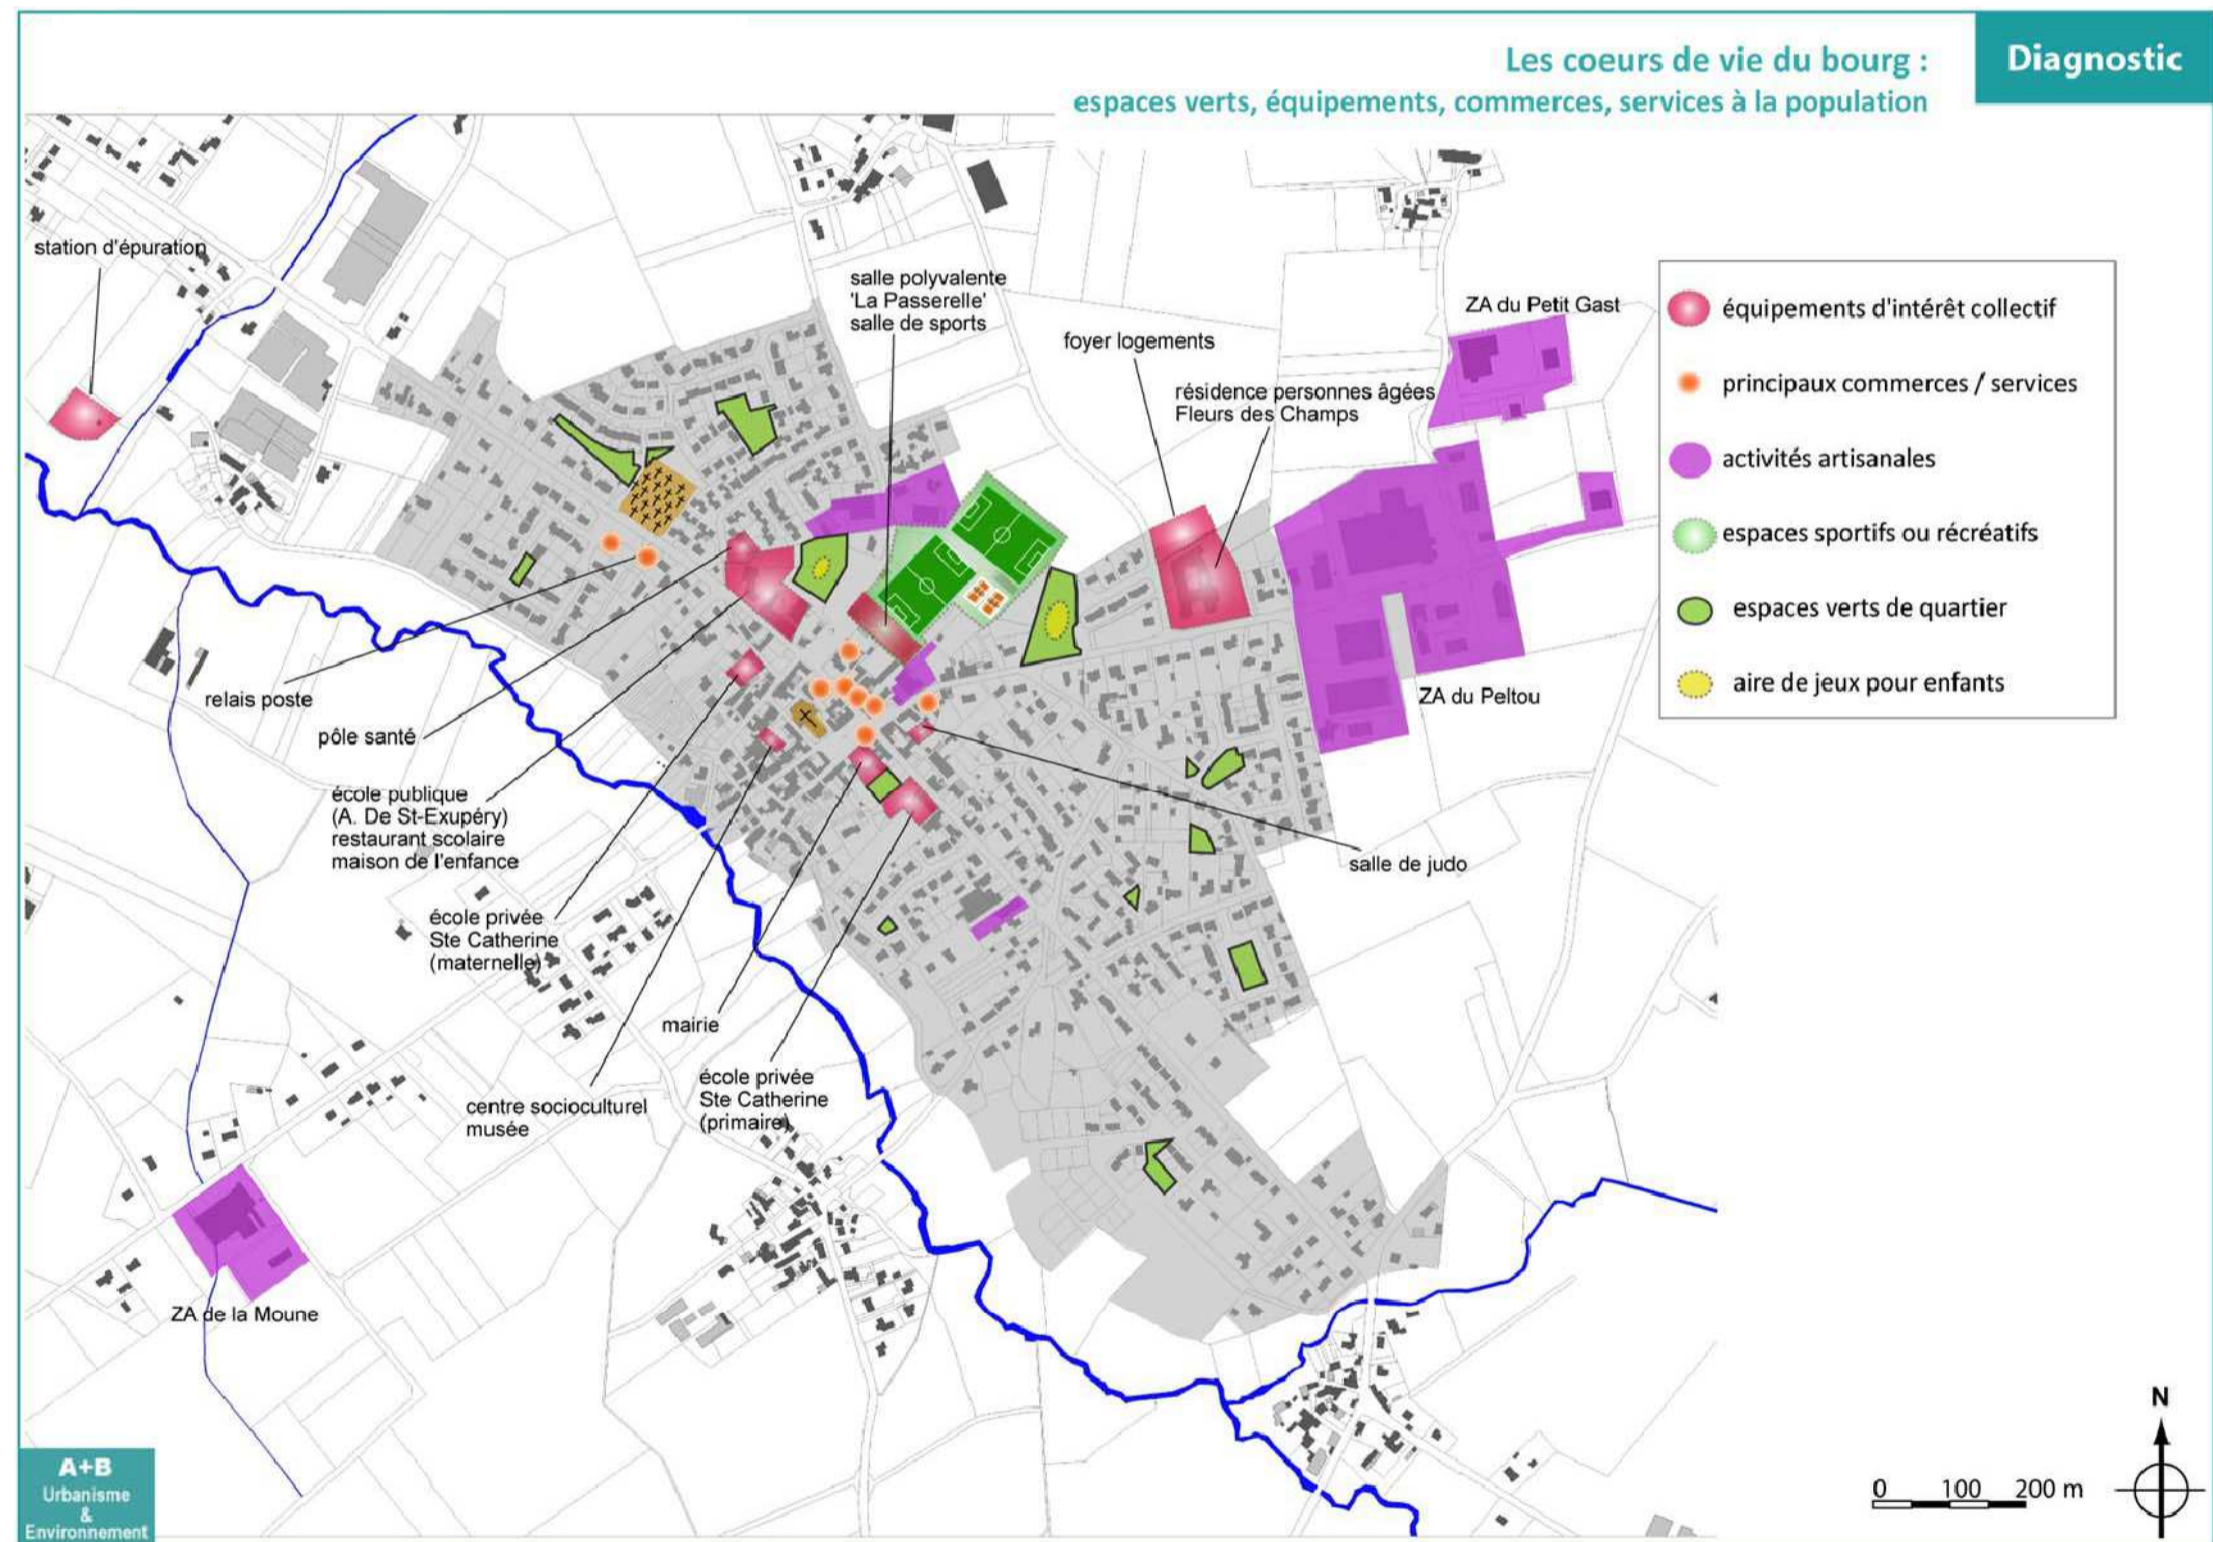 Les coeurs de vie du bourg :
espaces verts, équipements, commerces, services à la population
Diagnostic
station d'épuration
salle polyvalente
'La Passerelle'
salle de sports
foyer logements
résidence personnes âgées
Fleurs des Champs
ZA du Petit Gast
équipements d'intérêt collectif
principaux commerces / services
activités artisanales
espaces sportifs ou récréatifs
espaces verts de quartier
aire de jeux pour enfants
relais poste
pôle santé
école publique
(A. De St-Exupéry)
restaurant scolaire
maison de l'enfance
école privée
Ste Catherine
(maternelle)
mairie
centre socioculturel
musée
école privée
Ste Catherine
(primaire)
salle de judo
ZA du Peltou
ZA de la Moune
A+B
Urbanisme
&
Environnement
0 100 200 m
N